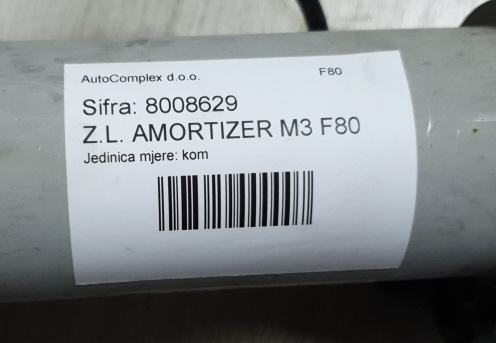 AutoComplex d.o.o. F80
Sifra: 8008629
Z.L. AMORTIZER M3 F80
Jedinica mjere: kom